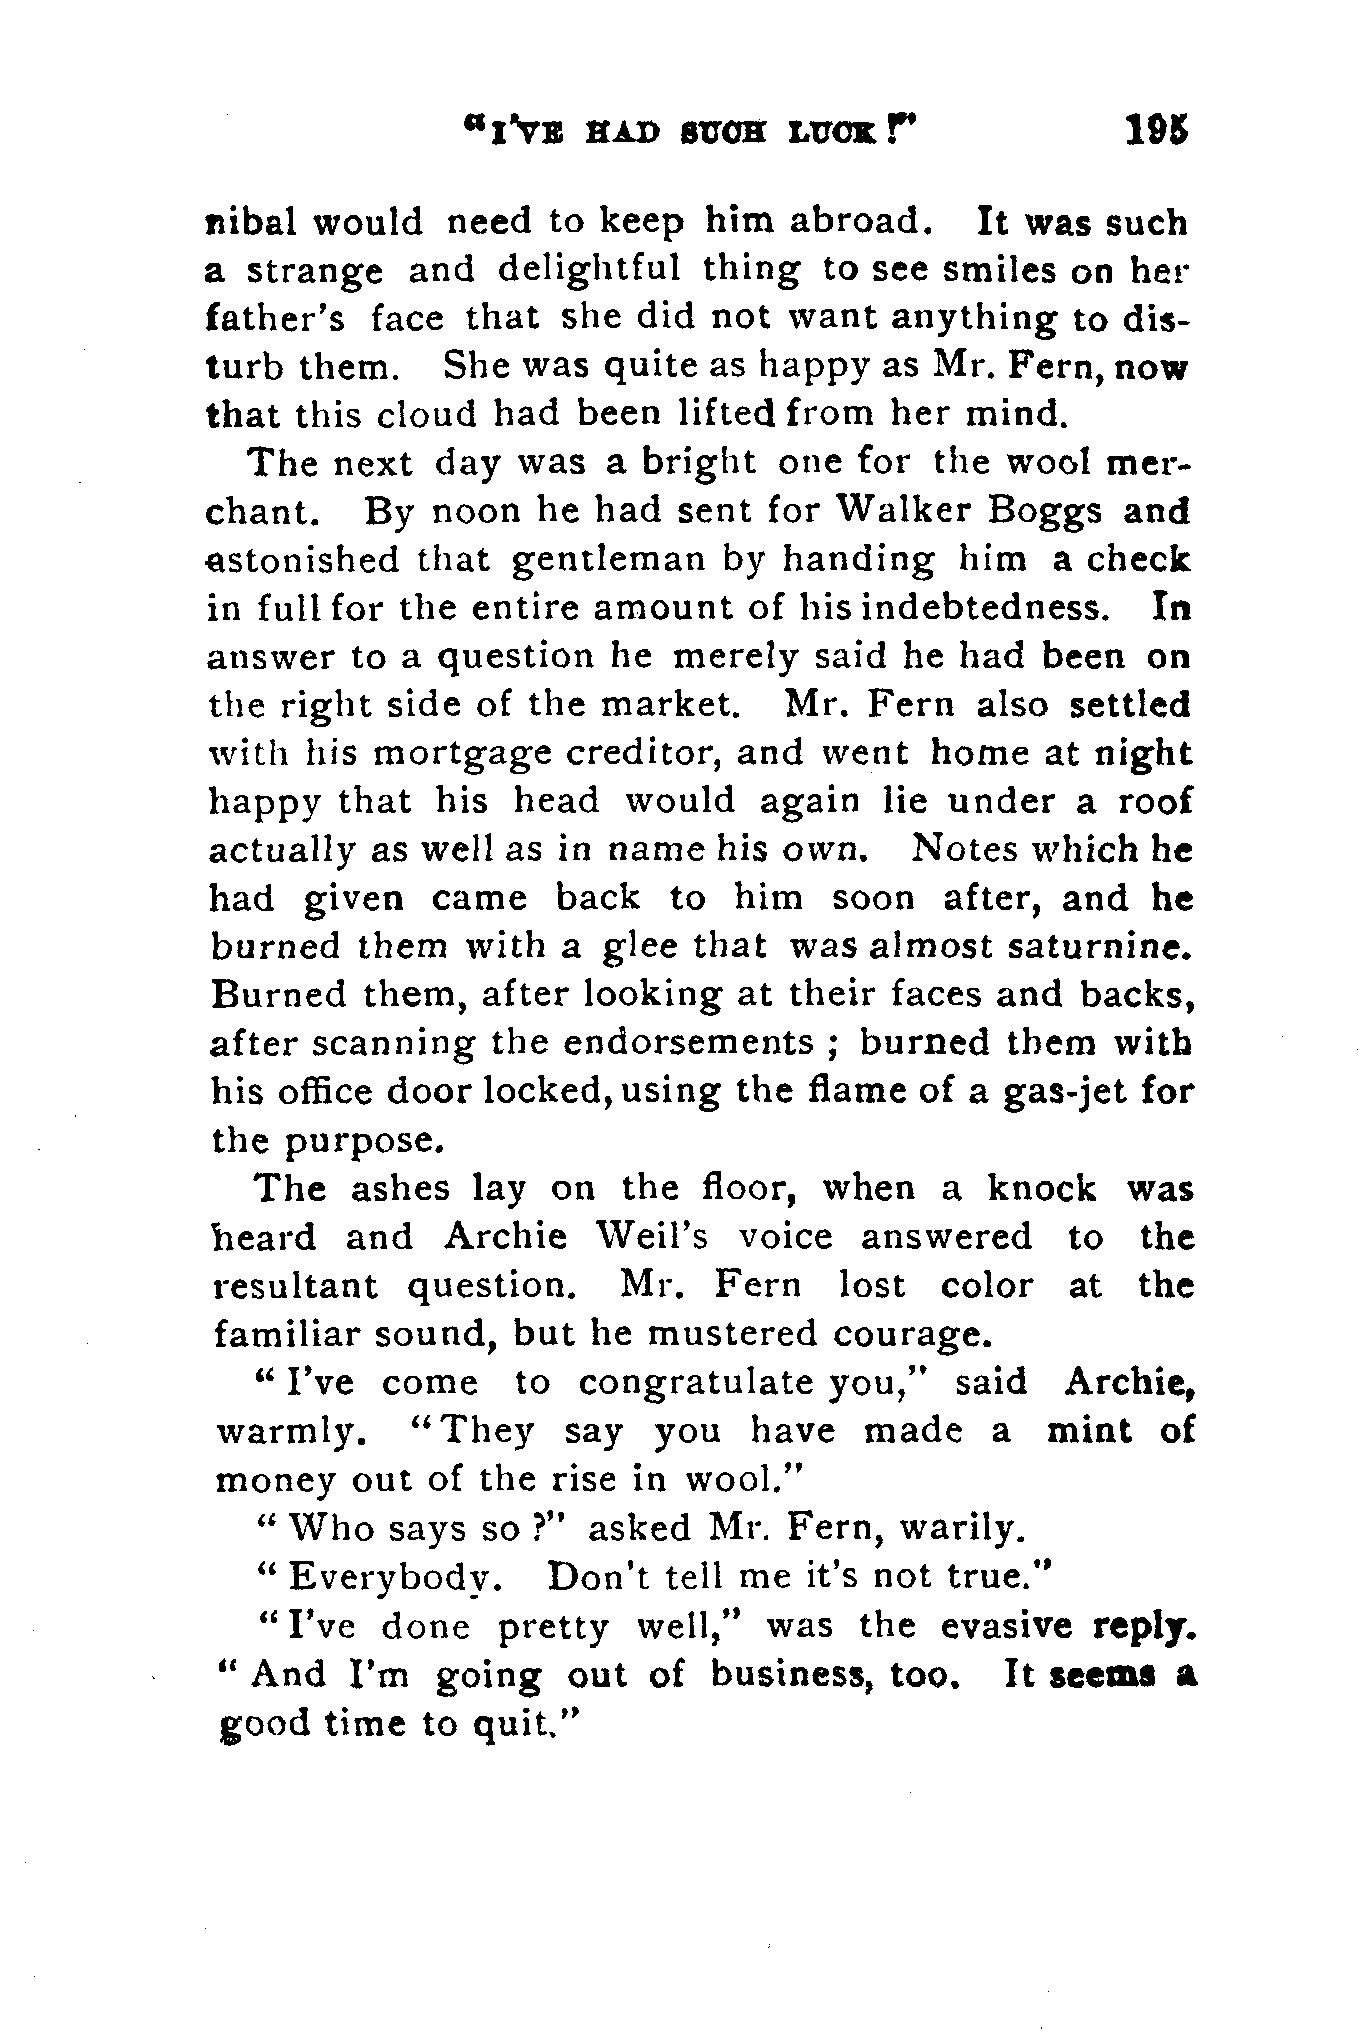 "I'VE HAD SUCH LUCK!" 195
nibal would need to keep him abroad. It was such
a strange and delightful thing to see smiles on her
father's face that she did not want anything to dis-
turb them. She was quite as happy as Mr. Fern, now
that this cloud had been lifted from her mind.
The next day was a bright one for the wool mer-
chant. By noon he had sent for Walker Boggs and
astonished that gentleman by handing him a check
in full for the entire amount of his indebtedness. In
answer to a question he merely said he had been on
the right side of the market. Mr. Fern also settled
with his mortgage creditor, and went home at night
happy that his head would again lie under a roof
actually as well as in name his own. Notes which he
had given came back to him soon after, and he
burned them with a glee that was almost saturnine.
Burned them, after looking at their faces and backs,
after scanning the endorsements ; burned them with
his office door locked, using the flame of a gas-jet for
the purpose.
The ashes lay on the floor, when a knock was
heard and Archie Weil's voice answered to the
resultant question. Mr. Fern lost color at the
familiar sound, but he mustered courage.
" I've come to congratulate you," said Archie,
warmly. "They say you have made a mint of
money out of the rise in wool."
" Who says so ?" asked Mr. Fern, warily.
" Everybody. Don't tell me it's not true."
"I've done pretty well," was the evasive reply.
" And I'm going out of business, too. It seems a
good time to quit."